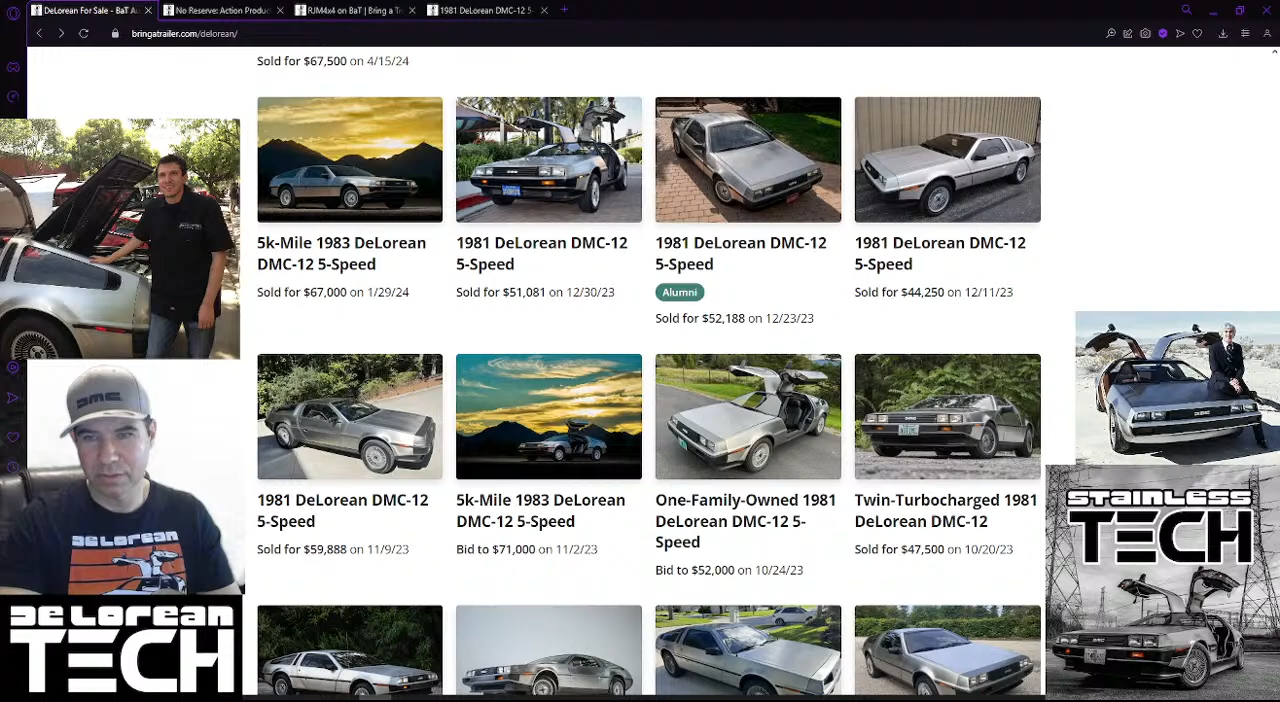 DeLorean For Sale - BaT Au
No Reserve: Action Produc
RJM4x4 on BaT | Bring a Tr
1981 DeLorean DMC-12 5-
bringatrailer.com/delorean/
Sold for $67,500 on 4/15/24
5k-Mile 1983 DeLorean
DMC-12 5-Speed
Sold for $67,000 on 1/29/24
1981 DeLorean DMC-12
5-Speed
Sold for $51,081 on 12/30/23
1981 DeLorean DMC-12
5-Speed
Alumni
Sold for $52,188 on 12/23/23
1981 DeLorean DMC-12
5-Speed
Sold for $44,250 on 12/11/23
1981 DeLorean DMC-12
5-Speed
Sold for $59,888 on 11/9/23
5k-Mile 1983 DeLorean
DMC-12 5-Speed
Bid to $71,000 on 11/2/23
One-Family-Owned 1981
DeLorean DMC-12 5-
Speed
Bid to $52,000 on 10/24/23
Twin-Turbocharged 1981
DeLorean DMC-12
Sold for $47,500 on 10/20/23
DMC
DELOREAN
DELOREAN
TECH
STAINLESS
TECH